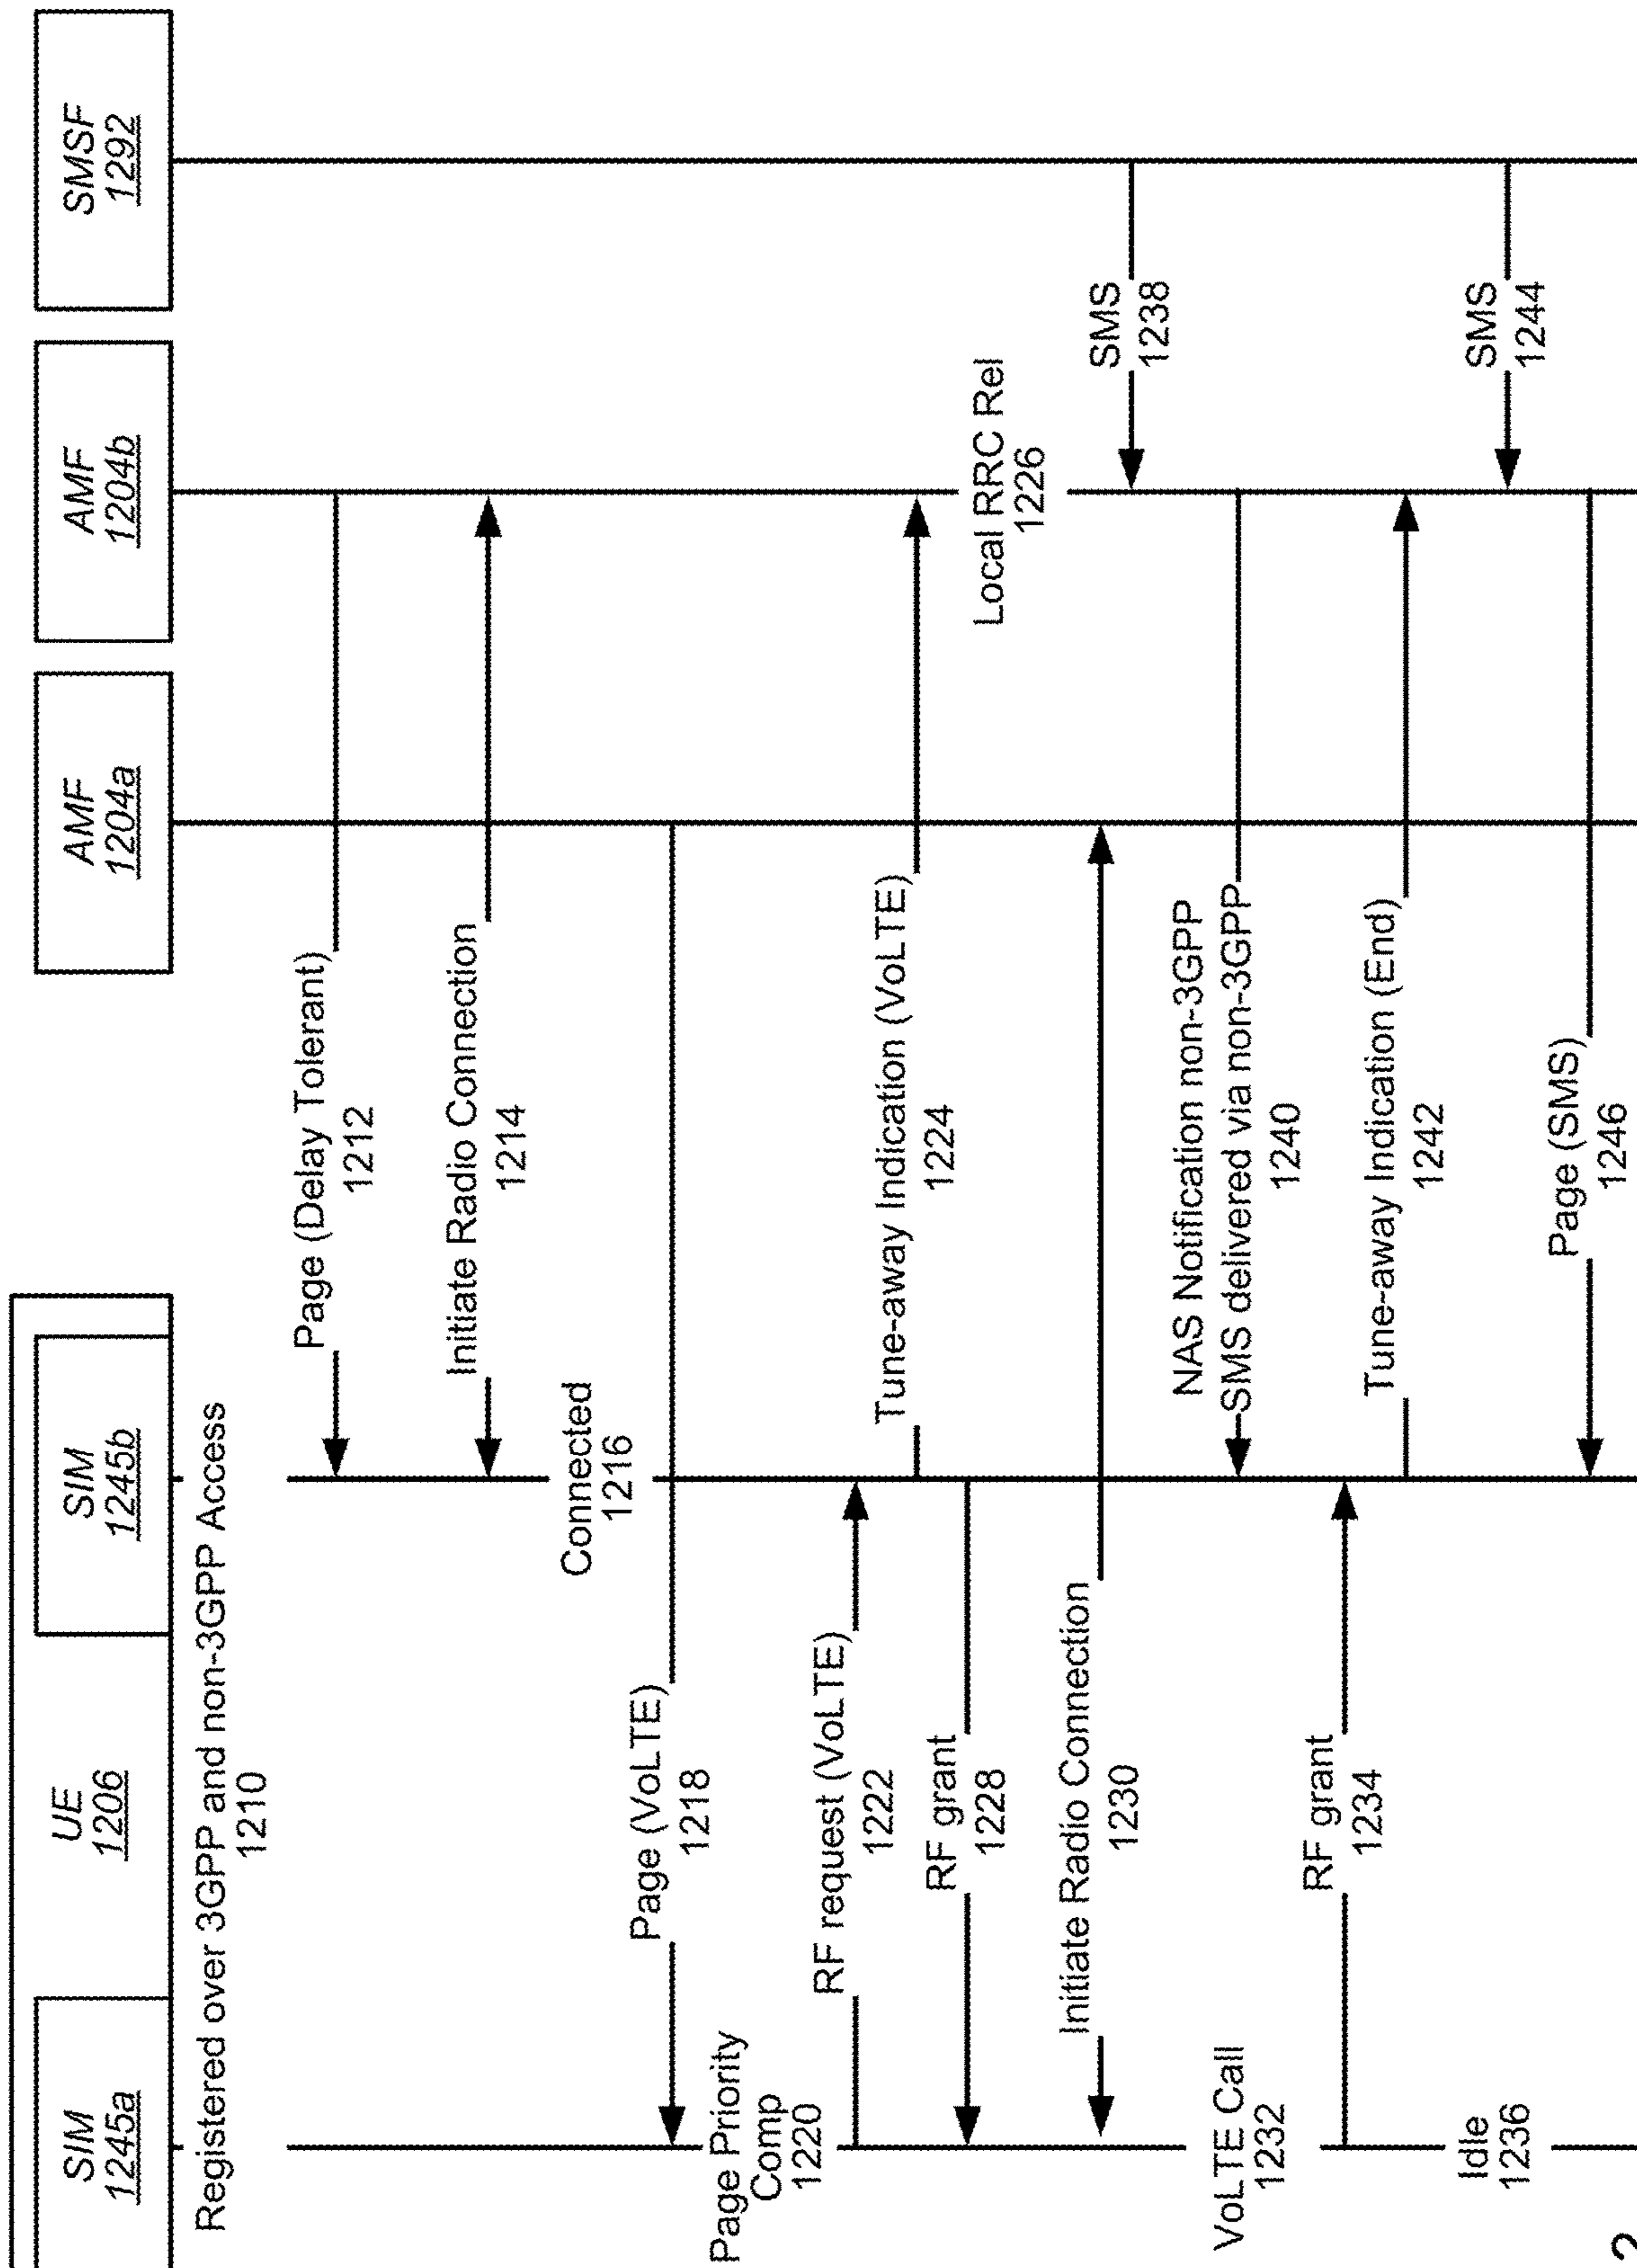 SIM
1245a
UE
1206
SIM
1245b
AMF
1204a
AMF
1204b
SMSF
1292
Registered over 3GPP and non-3GPP Access
1210
Page (Delay Tolerant)
1212
Initiate Radio Connection
1214
Connected
1216
Page (VoLTE)
1218
Page Priority
Comp
1220
RF request (VoLTE)
1222
Tune-away Indication (VoLTE)
1224
Local RRC Rel
1226
RF grant
1228
Initiate Radio Connection
1230
SMS
1238
NAS Notification non-3GPP
SMS delivered via non-3GPP
1240
VoLTE Call
1232
RF grant
1234
Tune-away Indication (End)
1242
Idle
1236
SMS
1244
Page (SMS)
1246